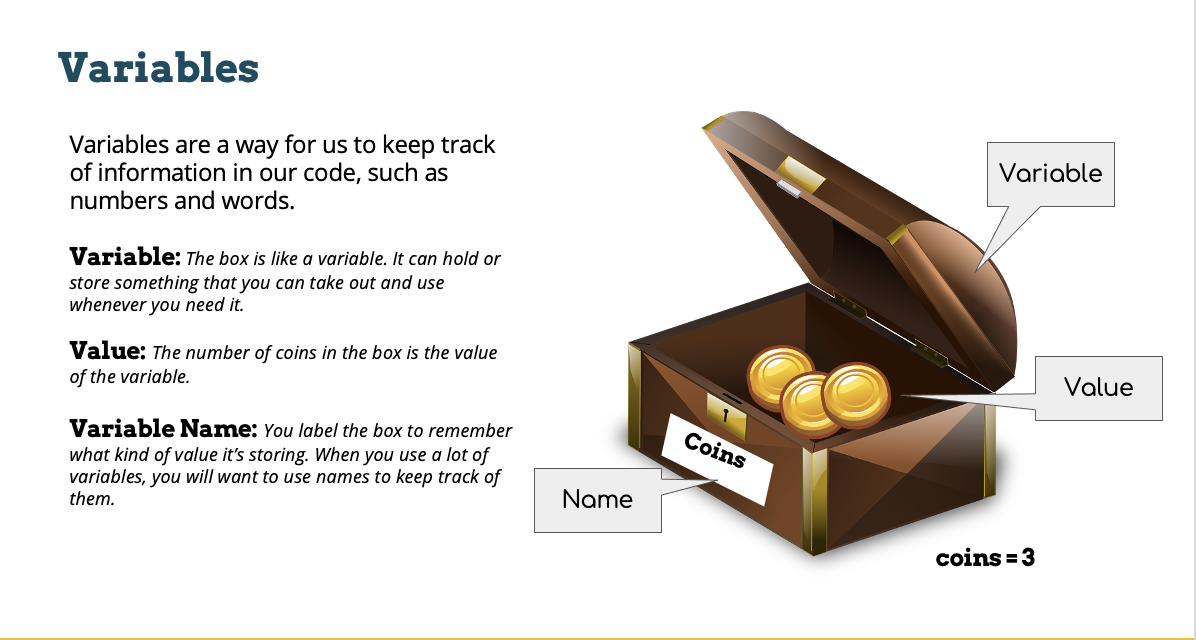 Variables
Variables are a way for us to keep track
of information in our code, such as
numbers and words.
Variable: The box is like a variable. It can hold or
store something that you can take out and use
whenever you need it.
Value: The number of coins in the box is the value
of the variable.
Variable Name: You label the box to remember
what kind of value it’s storing. When you use a lot of
variables, you will want to use names to keep track of
them.
Variable
Value
Coins
Name
coins = 3